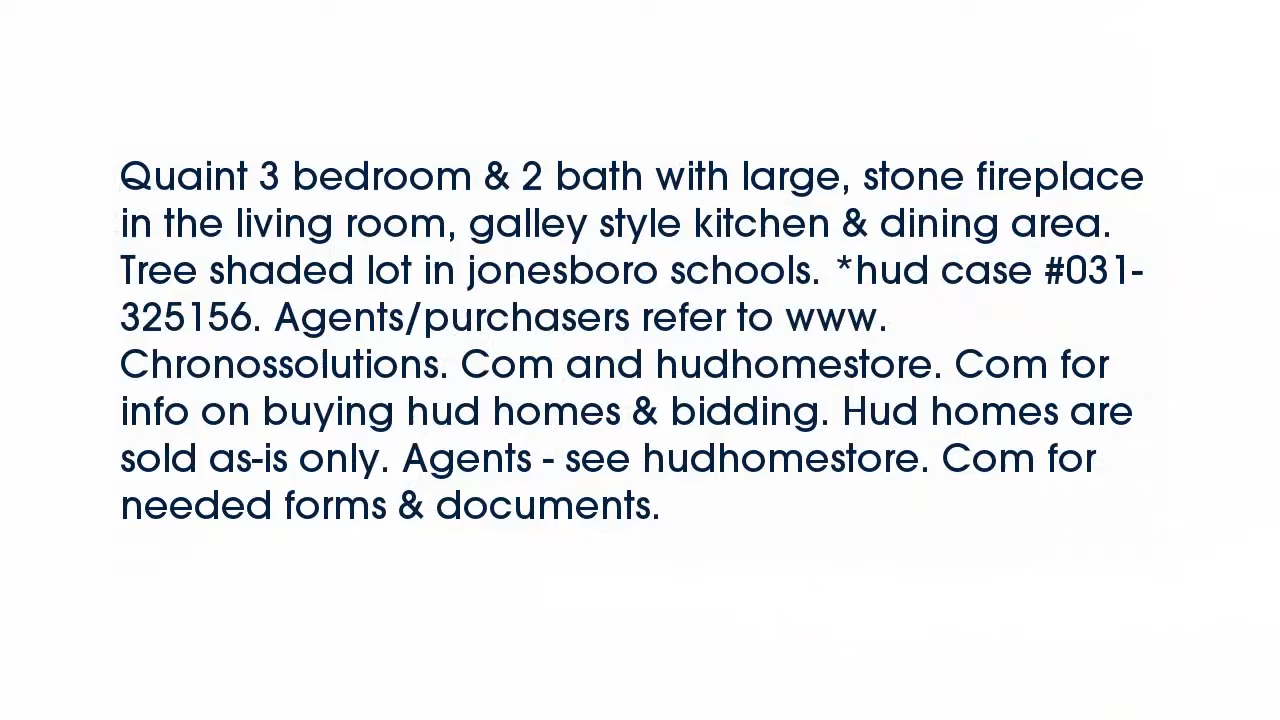 Quaint 3 bedroom & 2 bath with large, stone fireplace
in the living room, galley style kitchen & dining area.
Tree shaded lot in jonesboro schools. *hud case #031-
325156. Agents/purchasers refer to www.
Chronossolutions. Com and hudhomestore. Com for
info on buying hud homes & bidding. Hud homes are
sold as-is only. Agents - see hudhomestore. Com for
needed forms & documents.